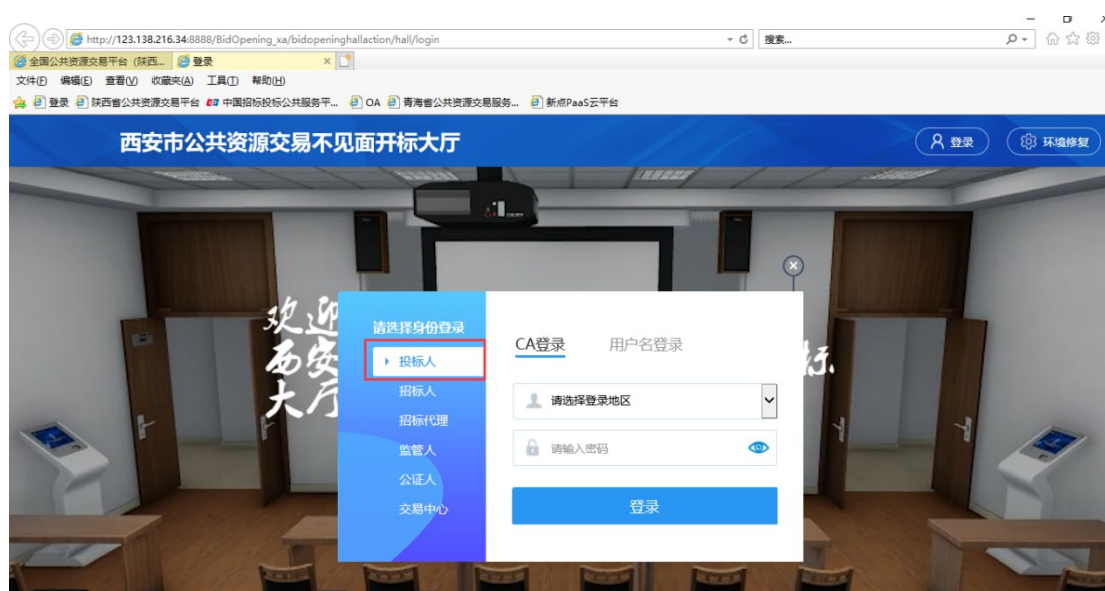 http://123.138.216.34:8888/BidOpening_xa/bidopeninghallaction/hall/login
搜索...
全国公共资源交易平台（陕西...
登录
文件(F) 编辑(E) 查看(V) 收藏夹(A) 工具(T) 帮助(H)
登录 陕西省公共资源交易平台 中国招标投标公共服务平... OA 青海省公共资源交易服务... 新点PaaS云平台
西安市公共资源交易不见面开标大厅
登录
环境修复
欢迎
西安
标
大厅
请选择身份登录
投标人
招标人
招标代理
监管人
公证人
交易中心
CA登录 用户名登录
请选择登录地区
请输入密码
登录